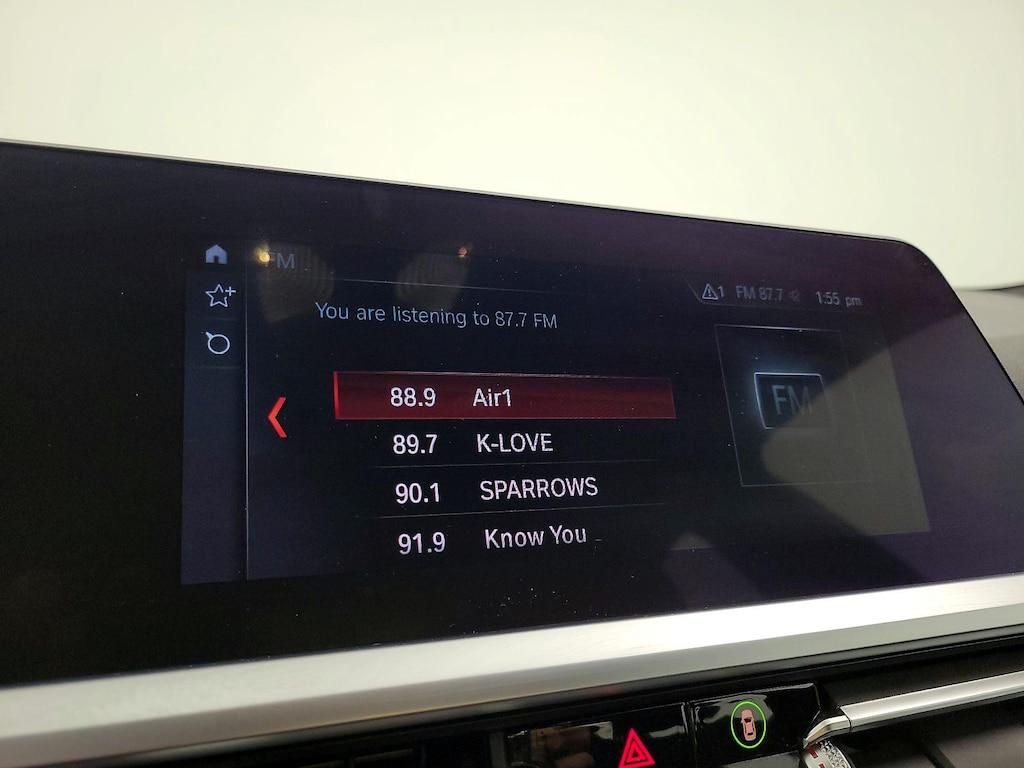 FM
1 FM 87.7 1:55 pm
You are listening to 87.7 FM
FM
88.9 Air1
89.7 K-LOVE
90.1 SPARROWS
91.9 Know You